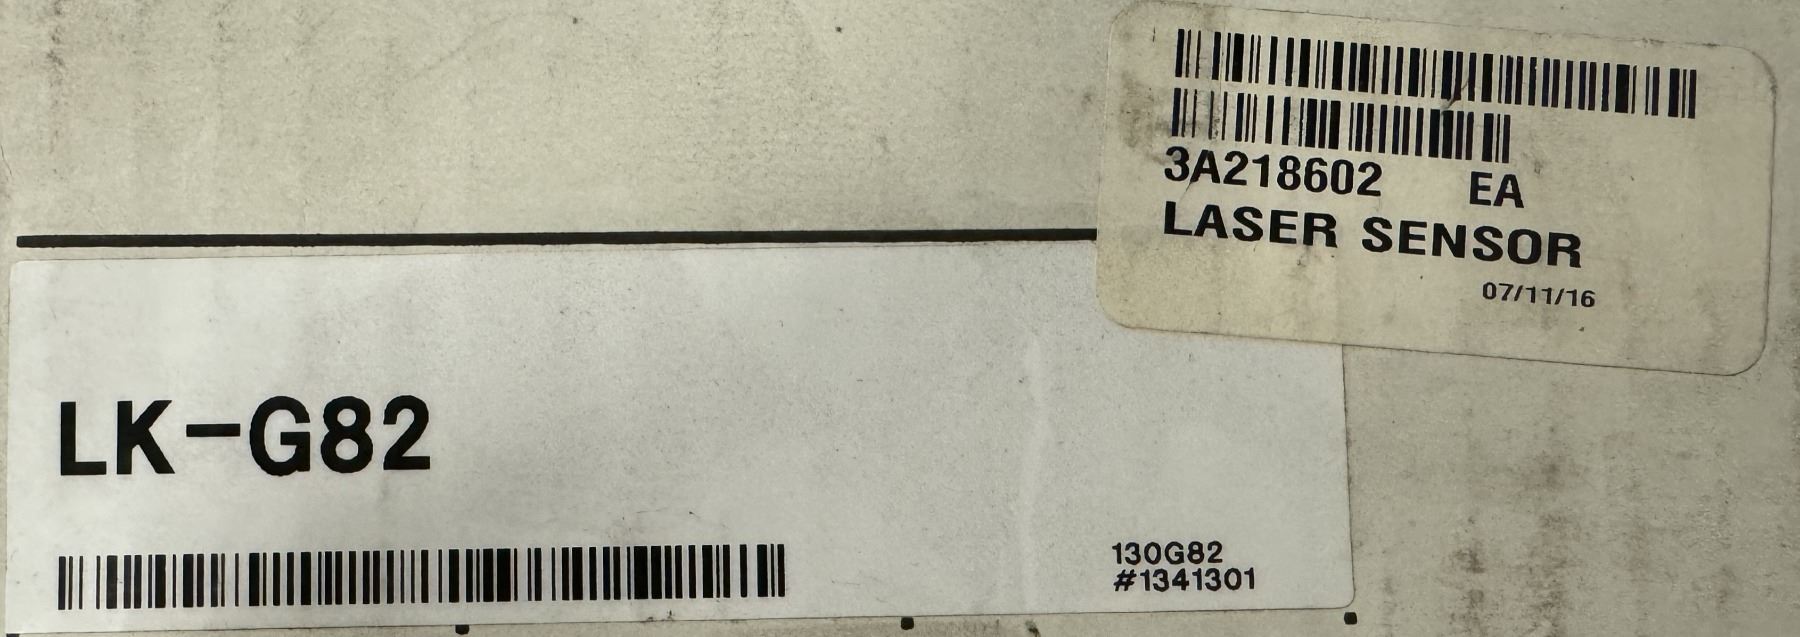 3A218602 EA
LASER SENSOR
07/11/16
LK-G82
130G82
#1341301